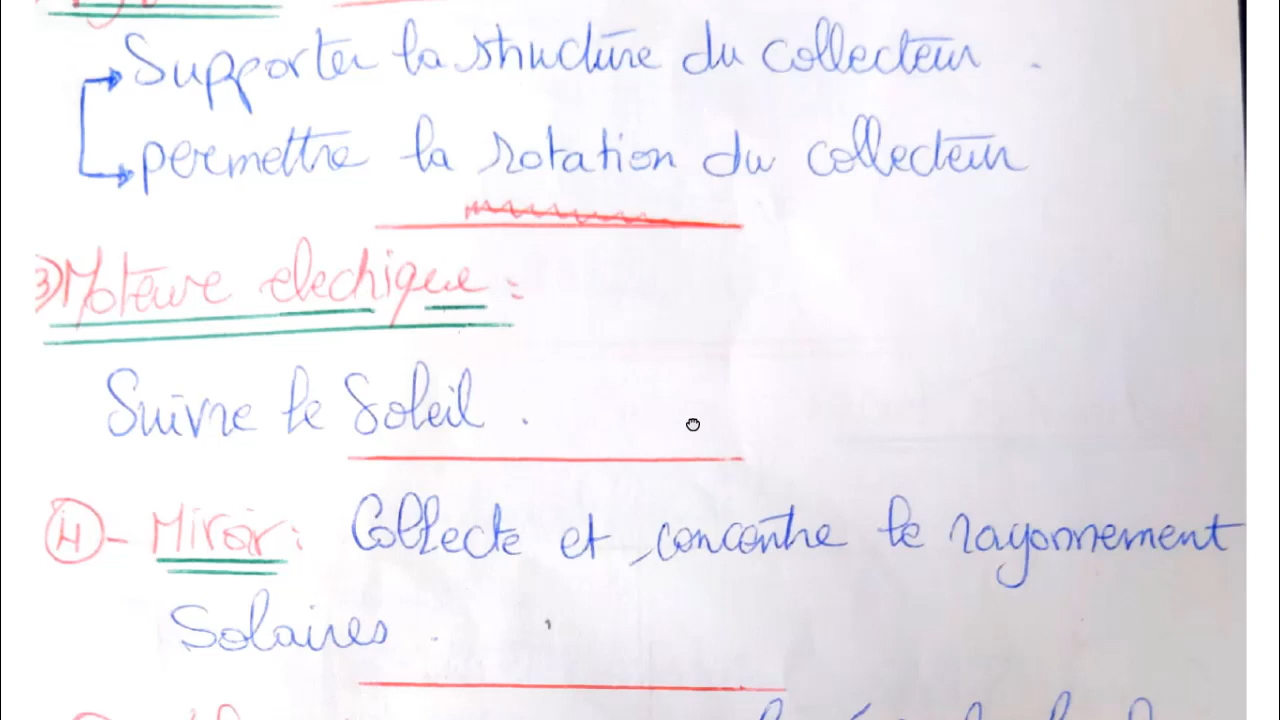 Supporter la structure du collecteur .
permettre la rotation du collecteur
3) Moteure electrique :
Suivre le Soleil .
4 - Miroir : Collecte et concentre le rayonnement
Solaires .